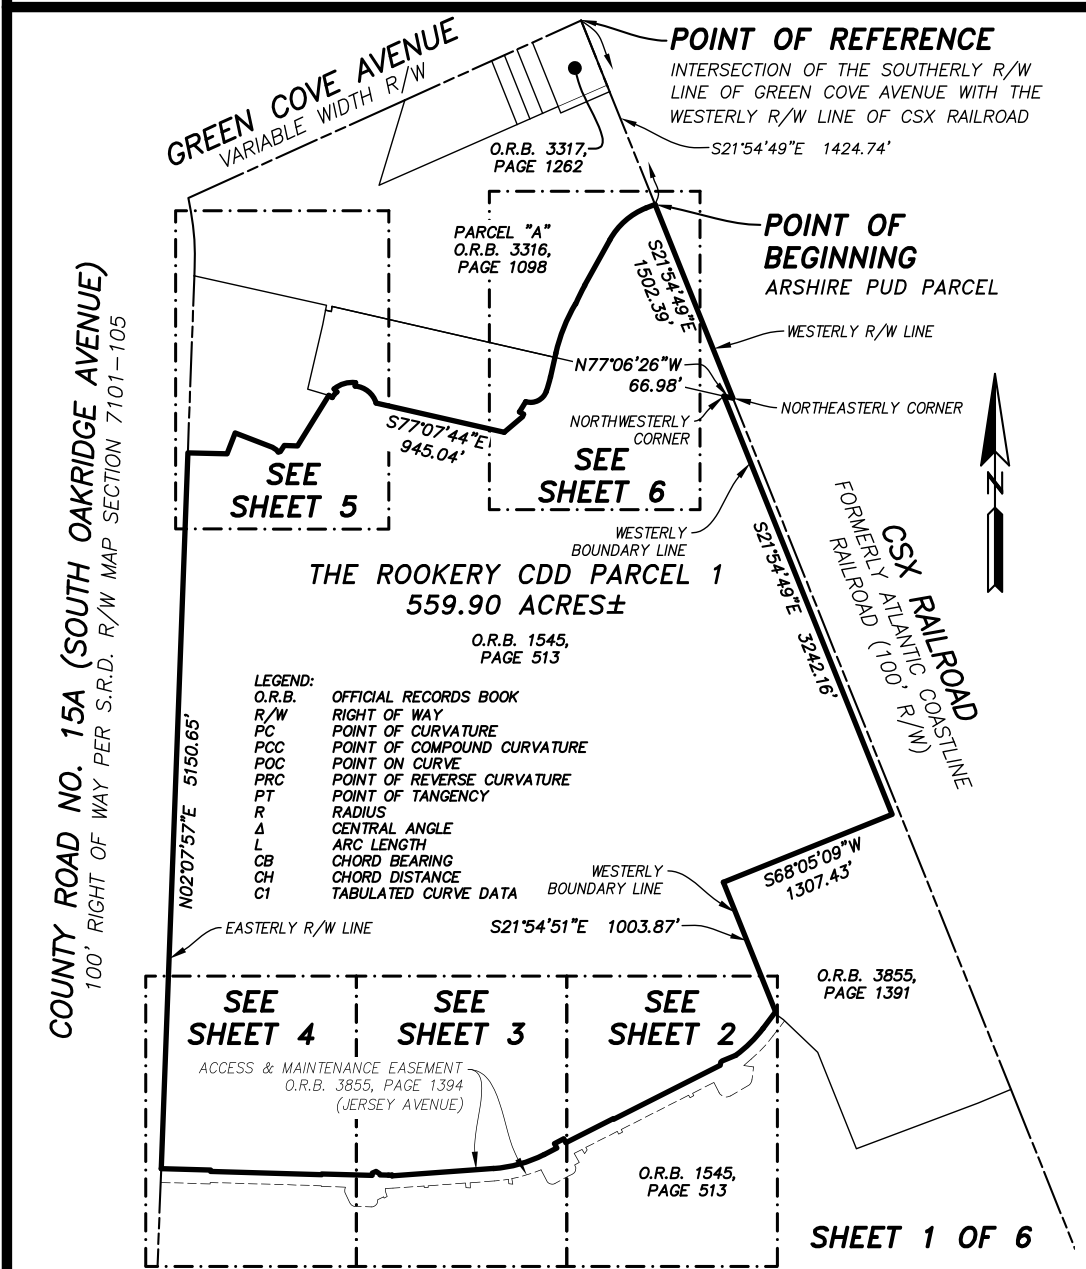 GREEN COVE AVENUE
VARIABLE WIDTH R/W
POINT OF REFERENCE
INTERSECTION OF THE SOUTHERLY R/W
LINE OF GREEN COVE AVENUE WITH THE
WESTERLY R/W LINE OF CSX RAILROAD
S21°54'49"E 1424.74'
O.R.B. 3317,
PAGE 1262
PARCEL "A"
O.R.B. 3316,
PAGE 1098
POINT OF
BEGINNING
ARSHIRE PUD PARCEL
S21°54'49"E
1502.39'
WESTERLY R/W LINE
N77°06'26"W
66.98'
NORTHEASTERLY CORNER
NORTHWESTERLY
CORNER
S77°07'44"E
945.04'
SEE
SHEET 5
SEE
SHEET 6
N
WESTERLY
BOUNDARY LINE
S21°54'49"E 3242.16'
CSX RAILROAD
FORMERLY ATLANTIC COASTLINE
RAILROAD (100' R/W)
THE ROOKERY CDD PARCEL 1
559.90 ACRES±
O.R.B. 1545,
PAGE 513
COUNTY ROAD NO. 15A (SOUTH OAKRIDGE AVENUE)
100' RIGHT OF WAY PER S.R.D. R/W MAP SECTION 7101-105
N02°07'57"E 5150.65'
LEGEND:
O.R.B. OFFICIAL RECORDS BOOK
R/W RIGHT OF WAY
PC POINT OF CURVATURE
PCC POINT OF COMPOUND CURVATURE
POC POINT ON CURVE
PRC POINT OF REVERSE CURVATURE
PT POINT OF TANGENCY
R RADIUS
Δ CENTRAL ANGLE
L ARC LENGTH
CB CHORD BEARING
CH CHORD DISTANCE
C1 TABULATED CURVE DATA
S68°05'09"W
1307.43'
WESTERLY
BOUNDARY LINE
S21°54'51"E 1003.87'
EASTERLY R/W LINE
O.R.B. 3855,
PAGE 1391
SEE
SHEET 4
SEE
SHEET 3
SEE
SHEET 2
ACCESS & MAINTENANCE EASEMENT
O.R.B. 3855, PAGE 1394
(JERSEY AVENUE)
O.R.B. 1545,
PAGE 513
SHEET 1 OF 6